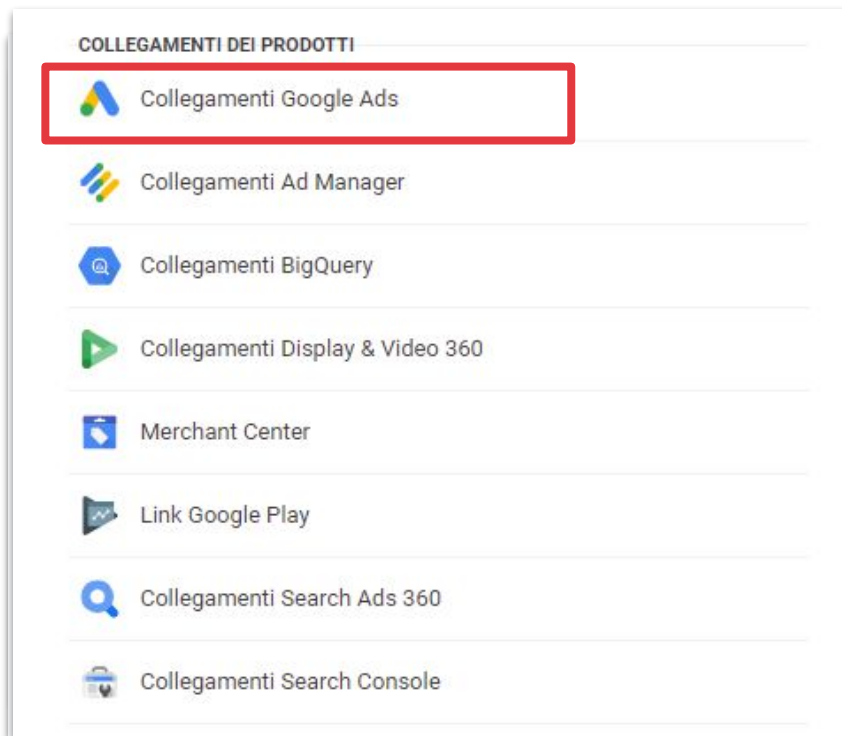 COLLEGAMENTI DEI PRODOTTI
Collegamenti Google Ads
Collegamenti Ad Manager
Collegamenti BigQuery
Collegamenti Display & Video 360
Merchant Center
Link Google Play
Collegamenti Search Ads 360
Collegamenti Search Console